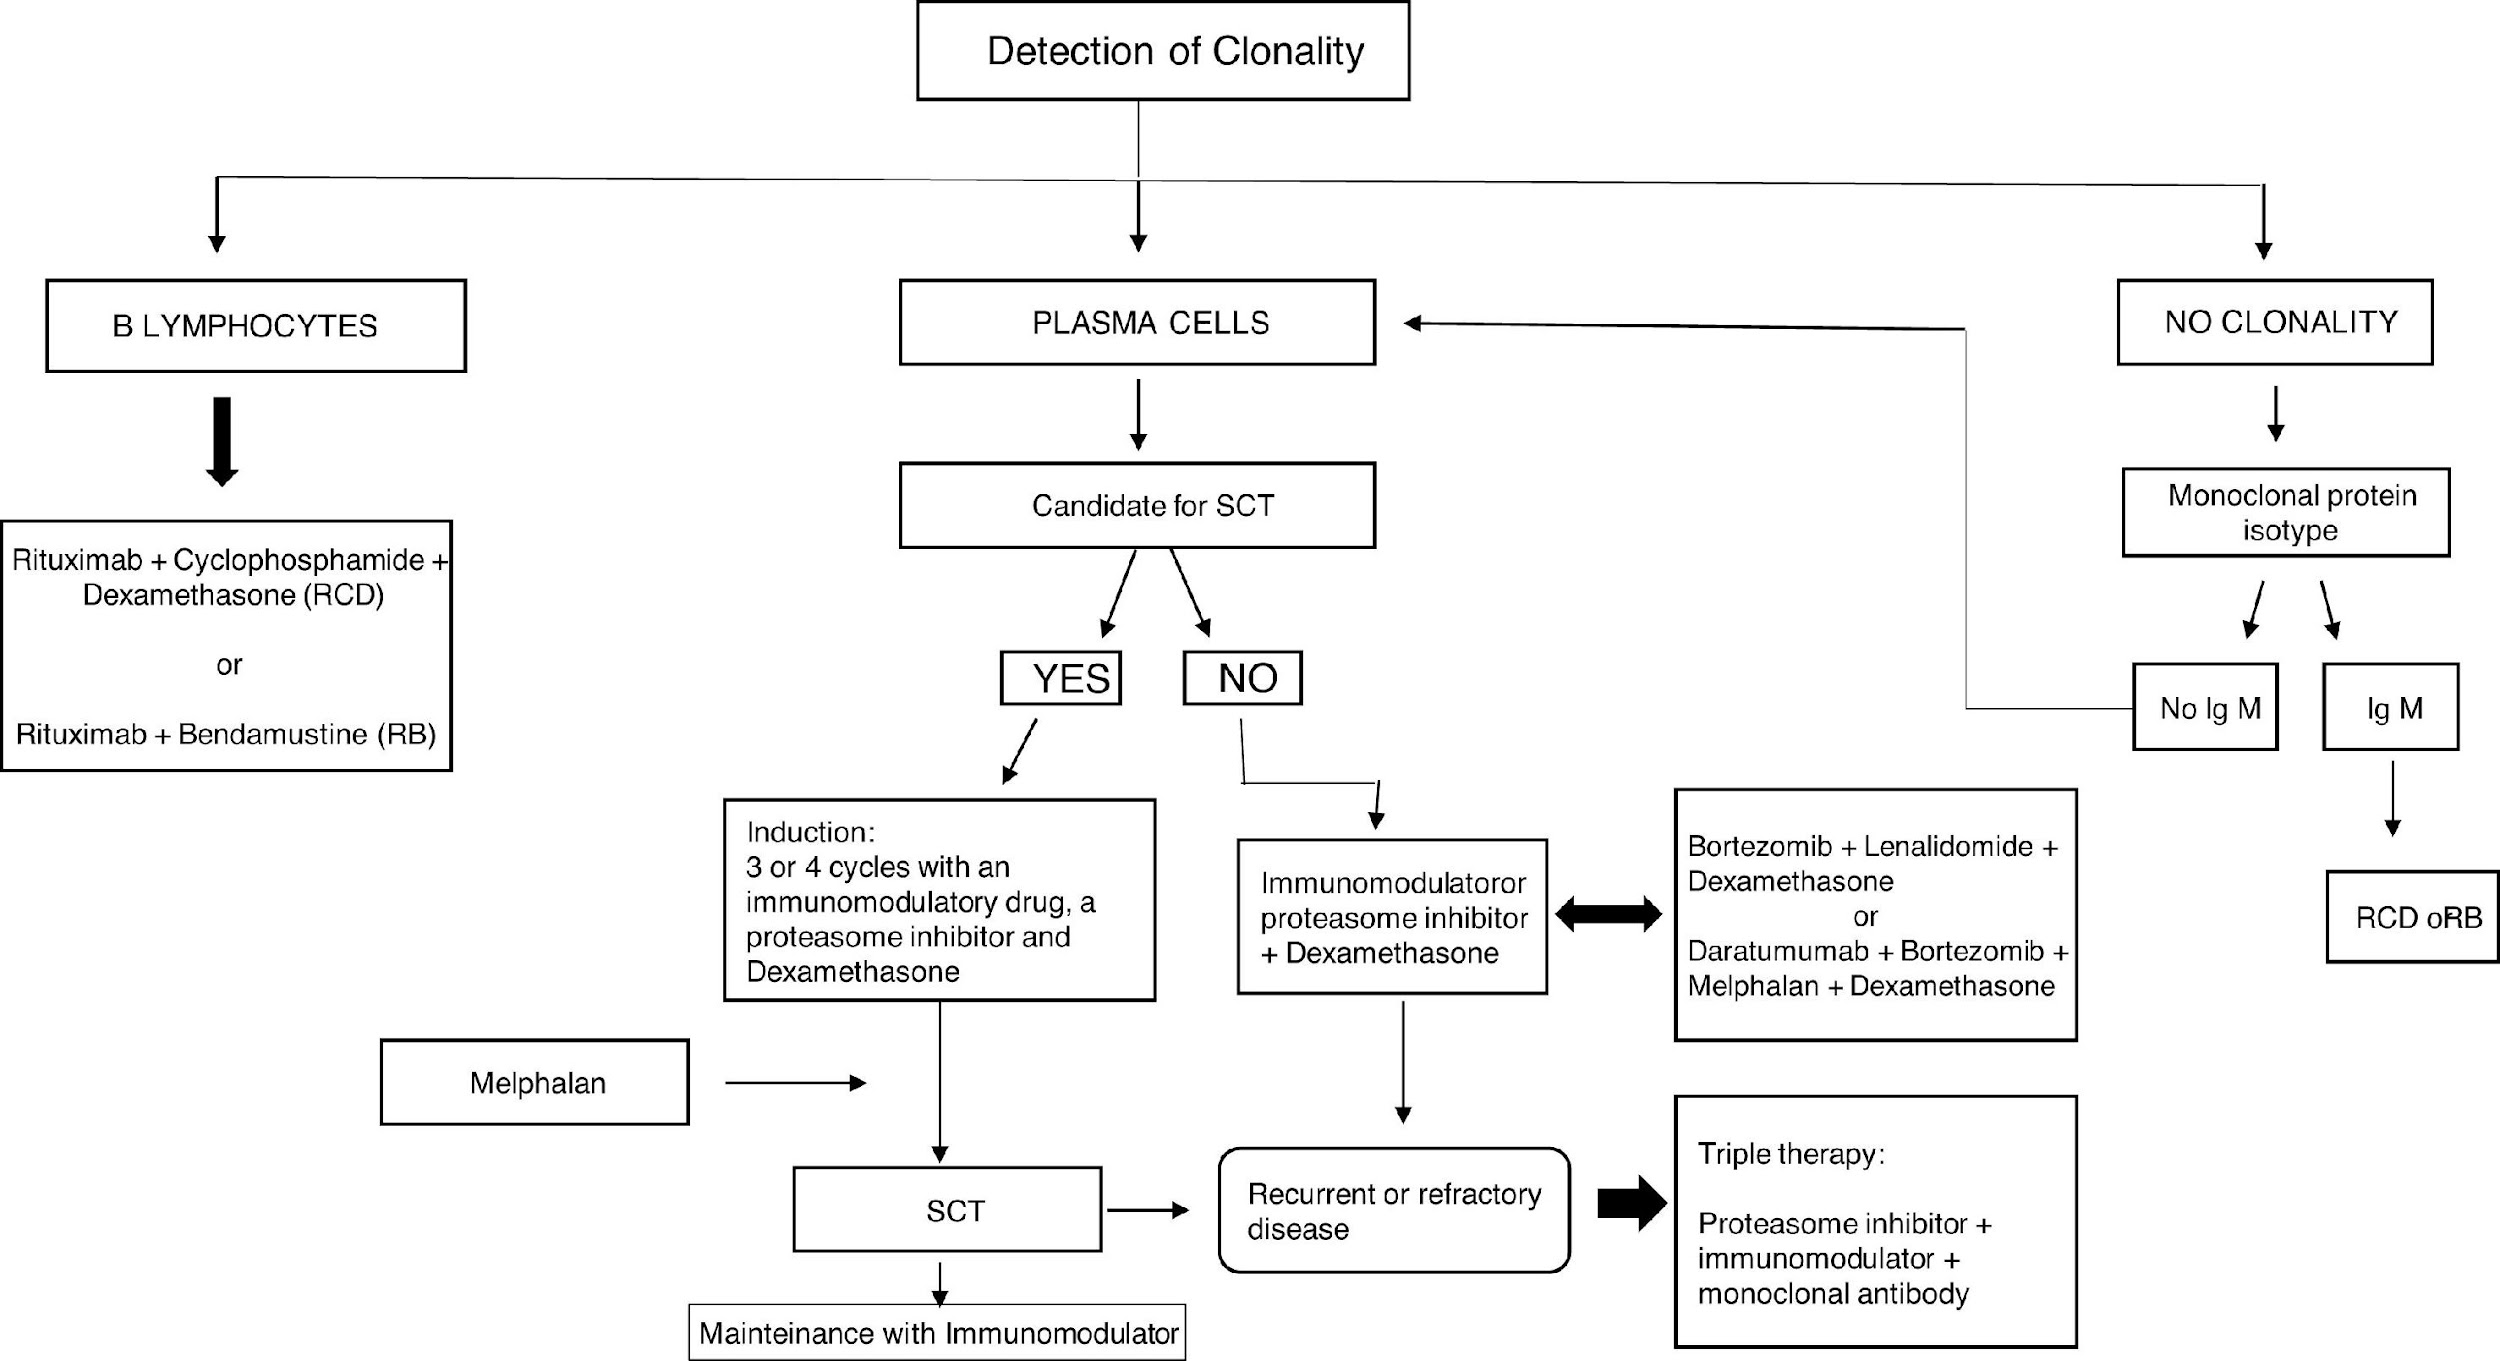 Detection of Clonality
B LYMPHOCYTES
PLASMA CELLS
NO CLONALITY
Rituximab + Cyclophosphamide +
Dexamethasone (RCD)
or
Rituximab + Bendamustine (RB)
Candidate for SCT
Monoclonal protein
isotype
YES
NO
No Ig M
Ig M
Induction:
3 or 4 cycles with an
immunomodulatory drug, a
proteasome inhibitor and
Dexamethasone
Immunomodulatoror
proteasome inhibitor
+ Dexamethasone
Bortezomib + Lenalidomide +
Dexamethasone
or
Daratumumab + Bortezomib +
Melphalan + Dexamethasone
RCD oRB
Melphalan
SCT
Recurrent or refractory
disease
Triple therapy:
Proteasome inhibitor +
immunomodulator +
monoclonal antibody
Mainteinance with Immunomodulator